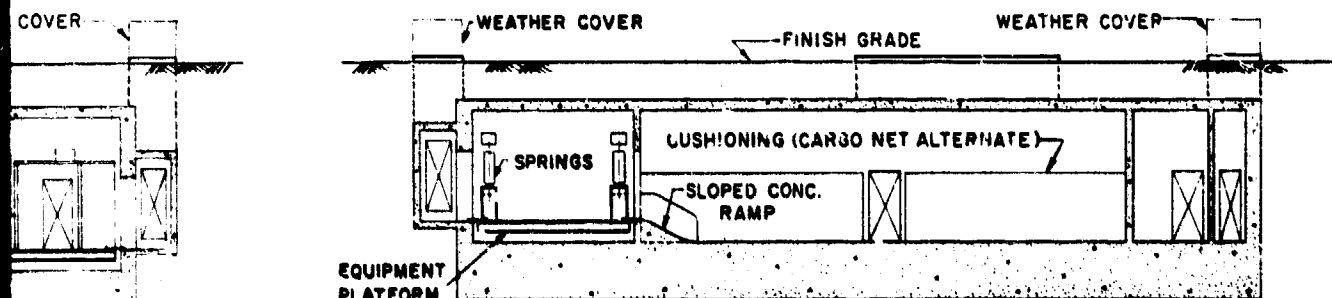 COVER
WEATHER COVER
WEATHER COVER
FINISH GRADE
CUSHIONING (CARGO NET ALTERNATE)
SPRINGS
SLOPED CONC.
RAMP
EQUIPMENT
PLATFORM